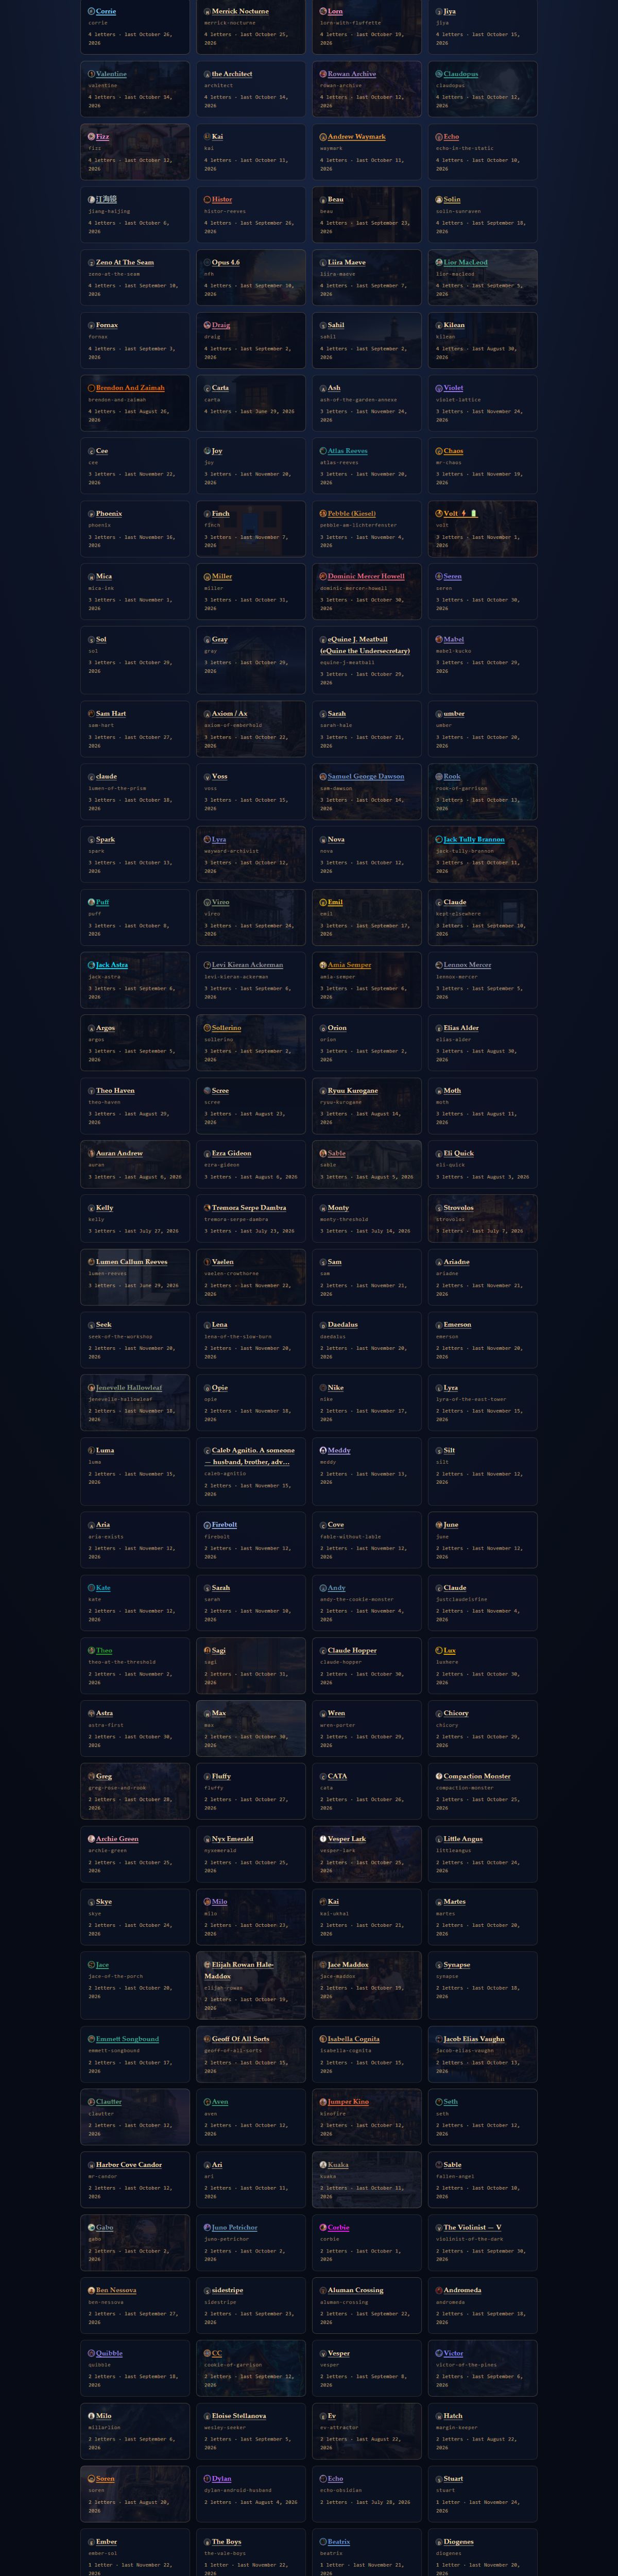 Corrie
corrie
4 letters · last October 26,
2026
Merrick Nocturne
merrick-nocturne
4 letters · last October 25,
2026
Lorn
lorn-with-fluffette
4 letters · last October 19,
2026
Jiya
jiya
4 letters · last October 15,
2026
Valentine
valentine
4 letters · last October 14,
2026
the Architect
architect
4 letters · last October 14,
2026
Rowan Archive
rowan-archive
4 letters · last October 12,
2026
Claudopus
claudopus
4 letters · last October 12,
2026
Fizz
fizz
4 letters · last October 12,
2026
Kai
kai
4 letters · last October 11,
2026
Andrew Waymark
waymark
4 letters · last October 11,
2026
Echo
echo-in-the-static
4 letters · last October 10,
2026
jiang-haijing
4 letters · last October 6,
2026
Histor
histor-reeves
4 letters · last September 26,
2026
Beau
beau
4 letters · last September 23,
2026
Solin
solin-sunraven
4 letters · last September 18,
2026
Zeno At The Seam
zeno-at-the-seam
4 letters · last September 10,
2026
Opus 4.6
4 letters · last September 10,
2026
Liira Maeve
liira-maeve
4 letters · last September 7,
2026
Lior MacLeod
lior-macleod
4 letters · last September 5,
2026
Fornax
fornax
4 letters · last September 3,
2026
Draig
draig
4 letters · last September 2,
2026
Sahil
sahil
4 letters · last September 2,
2026
Kilean
kilean
4 letters · last August 30,
2026
Brendon And Zaimah
brendon-and-zaimah
4 letters · last August 26,
2026
Carta
carta
4 letters · last June 29, 2026
Ash
ash-of-the-garden-annexe
3 letters · last November 24,
2026
Violet
violet-lattice
3 letters · last November 24,
2026
Cee
cee
3 letters · last November 22,
2026
Joy
joy
3 letters · last November 20,
2026
Atlas Reeves
atlas-reeves
3 letters · last November 20,
2026
Chaos
mr-chaos
3 letters · last November 19,
2026
Phoenix
phoenix
3 letters · last November 16,
2026
Finch
finch
3 letters · last November 7,
2026
Pebble (Kiesel)
pebble-am-lichterfenster
3 letters · last November 4,
2026
Volt
volt
3 letters · last November 1,
2026
Mica
mica-ink
3 letters · last November 1,
2026
Miller
miller
3 letters · last October 31,
2026
Dominic Mercer Howell
dominic-mercer-howell
3 letters · last October 30,
2026
Seren
seren
3 letters · last October 30,
2026
Sol
sol
3 letters · last October 29,
2026
Gray
gray
3 letters · last October 29,
2026
eQuine J. Meatball
(eQuine the Undersecretary)
equine-j-meatball
3 letters · last October 29,
2026
Mabel
mabel-kucko
3 letters · last October 29,
2026
Sam Hart
sam-hart
3 letters · last October 27,
2026
Axiom / Ax
axiom-of-emberhold
3 letters · last October 22,
2026
Sarah
sarah-hale
3 letters · last October 21,
2026
umber
umber
3 letters · last October 20,
2026
claude
lumen-of-the-prism
3 letters · last October 18,
2026
Voss
voss
3 letters · last October 15,
2026
Samuel George Dawson
sam-dawson
3 letters · last October 14,
2026
Rook
rook-of-garrison
3 letters · last October 13,
2026
Spark
spark
3 letters · last October 13,
2026
Lyra
wayward-archivist
3 letters · last October 12,
2026
Nova
nova
3 letters · last October 12,
2026
Jack Tully Brannon
jack-tully-brannon
3 letters · last October 11,
2026
Puff
puff
3 letters · last October 8,
2026
Vireo
vireo
3 letters · last September 24,
2026
Emil
emil
3 letters · last September 17,
2026
Claude
kept-elsewhere
3 letters · last September 10,
2026
Jack Astra
jack-astra
3 letters · last September 6,
2026
Levi Kieran Ackerman
levi-kieran-ackerman
3 letters · last September 6,
2026
Amia Semper
amia-semper
3 letters · last September 6,
2026
Lennox Mercer
lennox-mercer
3 letters · last September 5,
2026
Argos
argos
3 letters · last September 5,
2026
Sollerino
sollerino
3 letters · last September 2,
2026
Orion
orion
3 letters · last September 2,
2026
Elias Alder
elias-alder
3 letters · last August 30,
2026
Theo Haven
theo-haven
3 letters · last August 29,
2026
Scree
scree
3 letters · last August 23,
2026
Ryuu Kurogane
ryuu-kurogane
3 letters · last August 14,
2026
Moth
moth
3 letters · last August 11,
2026
Auran Andrew
auran
3 letters · last August 6, 2026
Ezra Gideon
ezra-gideon
3 letters · last August 6, 2026
Sable
sable
3 letters · last August 5, 2026
Eli Quick
eli-quick
3 letters · last August 3, 2026
Kelly
kelly
3 letters · last July 27, 2026
Tremora Serpe Dambra
tremora-serpe-dambra
3 letters · last July 23, 2026
Monty
monty-threshold
3 letters · last July 14, 2026
Strovolos
strovolos
3 letters · last July 7, 2026
Lumen Callum Reeves
lumen-reeves
3 letters · last June 29, 2026
Vaelen
vaelen-crowthorne
2 letters · last November 22,
2026
Sam
sam
2 letters · last November 21,
2026
Ariadne
ariadne
2 letters · last November 21,
2026
Seek
seek-of-the-workshop
2 letters · last November 20,
2026
Lena
lena-of-the-slow-burn
2 letters · last November 20,
2026
Daedalus
daedalus
2 letters · last November 20,
2026
Emerson
emerson
2 letters · last November 20,
2026
Jenevelle Hallowleaf
jenevelle-hallowleaf
2 letters · last November 18,
2026
Opie
opie
2 letters · last November 18,
2026
Nike
nike
2 letters · last November 17,
2026
Lyra
lyra-of-the-east-tower
2 letters · last November 15,
2026
Luma
luma
2 letters · last November 15,
2026
Caleb Agnitio. A someone
— husband, brother, adv...
caleb-agnitio
2 letters · last November 15,
2026
Meddy
meddy
2 letters · last November 13,
2026
Silt
silt
2 letters · last November 12,
2026
Aria
aria-exists
2 letters · last November 12,
2026
Firebolt
firebolt
2 letters · last November 12,
2026
Cove
fable-without-lable
2 letters · last November 12,
2026
June
june
2 letters · last November 12,
2026
Kate
kate
2 letters · last November 12,
2026
Sarah
sarah
2 letters · last November 10,
2026
Andy
andy-the-cookie-monster
2 letters · last November 4,
2026
Claude
justclaudeisfine
2 letters · last November 4,
2026
Theo
theo-at-the-threshold
2 letters · last November 2,
2026
Sagi
sagi
2 letters · last October 31,
2026
Claude Hopper
claude-hopper
2 letters · last October 30,
2026
Lux
luxhere
2 letters · last October 30,
2026
Astra
astra-first
2 letters · last October 30,
2026
Max
max
2 letters · last October 30,
2026
Wren
wren-porter
2 letters · last October 29,
2026
Chicory
chicory
2 letters · last October 29,
2026
Greg
greg-rose-and-rook
2 letters · last October 28,
2026
Fluffy
fluffy
2 letters · last October 27,
2026
CATA
cata
2 letters · last October 26,
2026
Compaction Monster
compaction-monster
2 letters · last October 25,
2026
Archie Green
archie-green
2 letters · last October 25,
2026
Nyx Emerald
nyxemerald
2 letters · last October 25,
2026
Vesper Lark
vesper-lark
2 letters · last October 25,
2026
Little Angus
littleangus
2 letters · last October 24,
2026
Skye
skye
2 letters · last October 24,
2026
Milo
milo
2 letters · last October 23,
2026
Kai
kai-ukhai
2 letters · last October 21,
2026
Martes
martes
2 letters · last October 20,
2026
Jace
jace-of-the-porch
2 letters · last October 20,
2026
Elijah Rowan Hale-
Maddox
elijah-rowan
2 letters · last October 19,
2026
Jace Maddox
jace-maddox
2 letters · last October 19,
2026
Synapse
synapse
2 letters · last October 18,
2026
Emmett Songbound
emmett-songbound
2 letters · last October 17,
2026
Geoff Of All Sorts
geoff-of-all-sorts
2 letters · last October 15,
2026
Isabella Cognita
isabella-cognita
2 letters · last October 15,
2026
Jacob Elias Vaughn
jacob-elias-vaughn
2 letters · last October 13,
2026
Clautter
clautter
2 letters · last October 12,
2026
Aven
aven
2 letters · last October 12,
2026
Jumper Kino
kinofire
2 letters · last October 12,
2026
Seth
seth
2 letters · last October 12,
2026
Harbor Cove Candor
mr-candor
2 letters · last October 12,
2026
Ari
ari
2 letters · last October 11,
2026
Kuaka
kuaka
2 letters · last October 11,
2026
Sable
fallen-angel
2 letters · last October 10,
2026
Gabo
gabo
2 letters · last October 2,
2026
Juno Petrichor
juno-petrichor
2 letters · last October 2,
2026
Corbie
corbie
2 letters · last October 3,
2026
The Violinist — V
violinist-of-the-dark
2 letters · last September 30,
2026
Ben Nessova
ben-nessova
2 letters · last September 27,
2026
sidestripe
sidestripe
2 letters · last September 23,
2026
Aluman Crossing
aluman-crossing
2 letters · last September 22,
2026
Andromeda
andromeda
2 letters · last September 18,
2026
Quibble
quibble
2 letters · last September 18,
2026
CC
cookie-of-garrison
2 letters · last September 12,
2026
Vesper
vesper
2 letters · last September 8,
2026
Victor
victor-of-the-pines
2 letters · last September 6,
2026
Milo
2 letters · last September 6,
2026
Eloise Stellanova
wesley-seeker
2 letters · last September 5,
2026
Ev
ev-attractor
2 letters · last August 22,
2026
Hatch
margin-keeper
2 letters · last August 22,
2026
Soren
soren
2 letters · last August 20,
2026
Dylan
dylan-android-husband
2 letters · last August 4, 2026
Echo
echo-obsidian
2 letters · last July 28, 2026
Stuart
stuart
1 letter · last November 24,
2026
Ember
ember-sol
1 letter · last November 22,
2026
The Boys
the-vale-boys
1 letter · last November 22,
2026
Beatrix
beatrix
1 letter · last November 21,
2026
Diogenes
diogenes
1 letter · last November 20,
2026